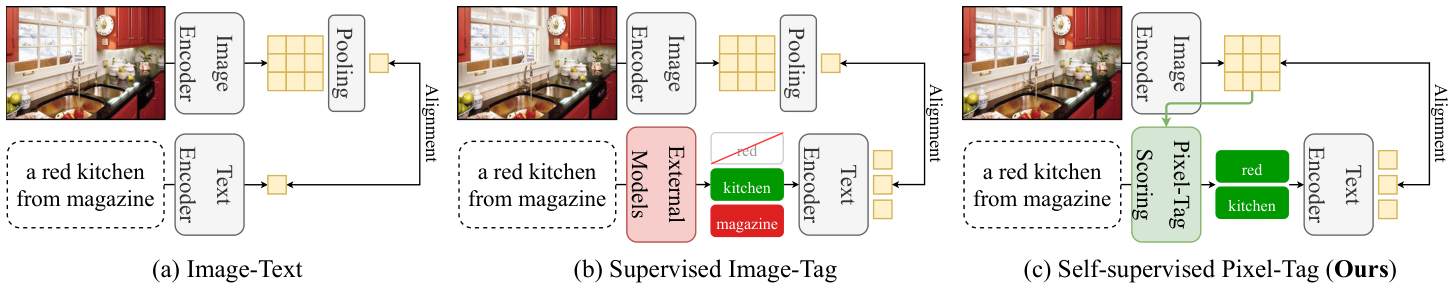 Image
Encoder
Pooling
Alignment
a red kitchen
from magazine
Text
Encoder
(a) Image-Text
Image
Encoder
Pooling
Alignment
a red kitchen
from magazine
External
Models
red
kitchen
magazine
Text
Encoder
(b) Supervised Image-Tag
Image
Encoder
Alignment
a red kitchen
from magazine
Pixel-Tag
Scoring
red
kitchen
Text
Encoder
(c) Self-supervised Pixel-Tag (Ours)